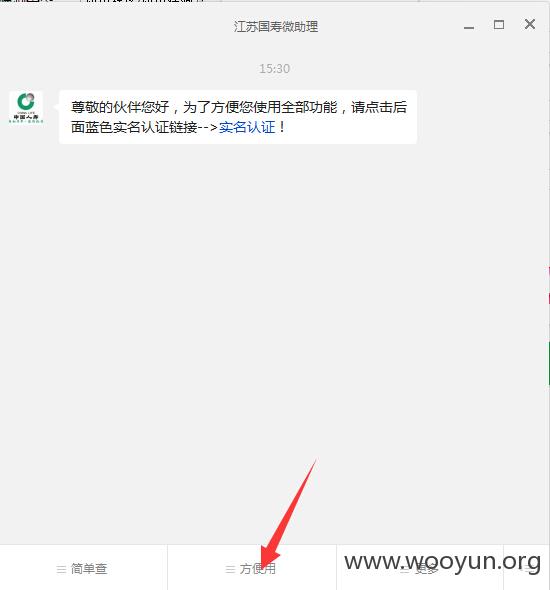 江苏国寿微助理
15:30
尊敬的伙伴您好，为了方便您使用全部功能，请点击后
面蓝色实名认证链接-->实名认证！
中国人寿
简单查
方便用
更多
www.wooyun.org